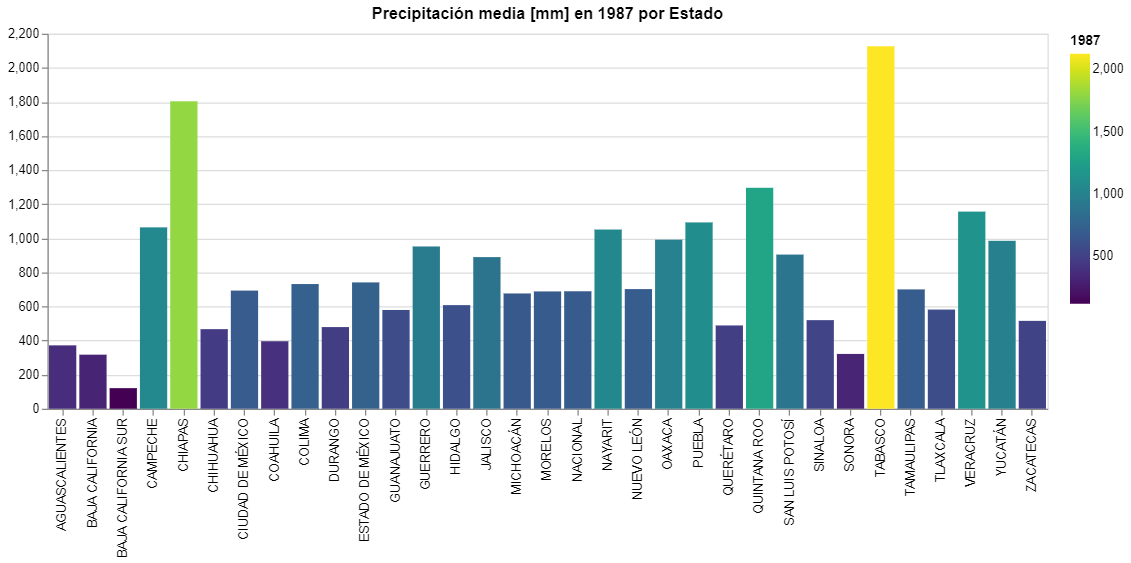 Precipitación media [mm] en 1987 por Estado
2,200
2,000
1,800
1,600
1,400
1,200
1,000
800
600
400
200
0
AGUASCALIENTES
BAJA CALIFORNIA
BAJA CALIFORNIA SUR
CAMPECHE
CHIAPAS
CHIHUAHUA
CIUDAD DE MÉXICO
COAHUILA
COLIMA
DURANGO
ESTADO DE MÉXICO
GUANAJUATO
GUERRERO
HIDALGO
JALISCO
MICHOACÁN
MORELOS
NACIONAL
NAYARIT
NUEVO LEÓN
OAXACA
PUEBLA
QUERÉTARO
QUINTANA ROO
SAN LUIS POTOSÍ
SINALOA
SONORA
TABASCO
TAMAULIPAS
TLAXCALA
VERACRUZ
YUCATÁN
ZACATECAS
1987
2,000
1,500
1,000
500